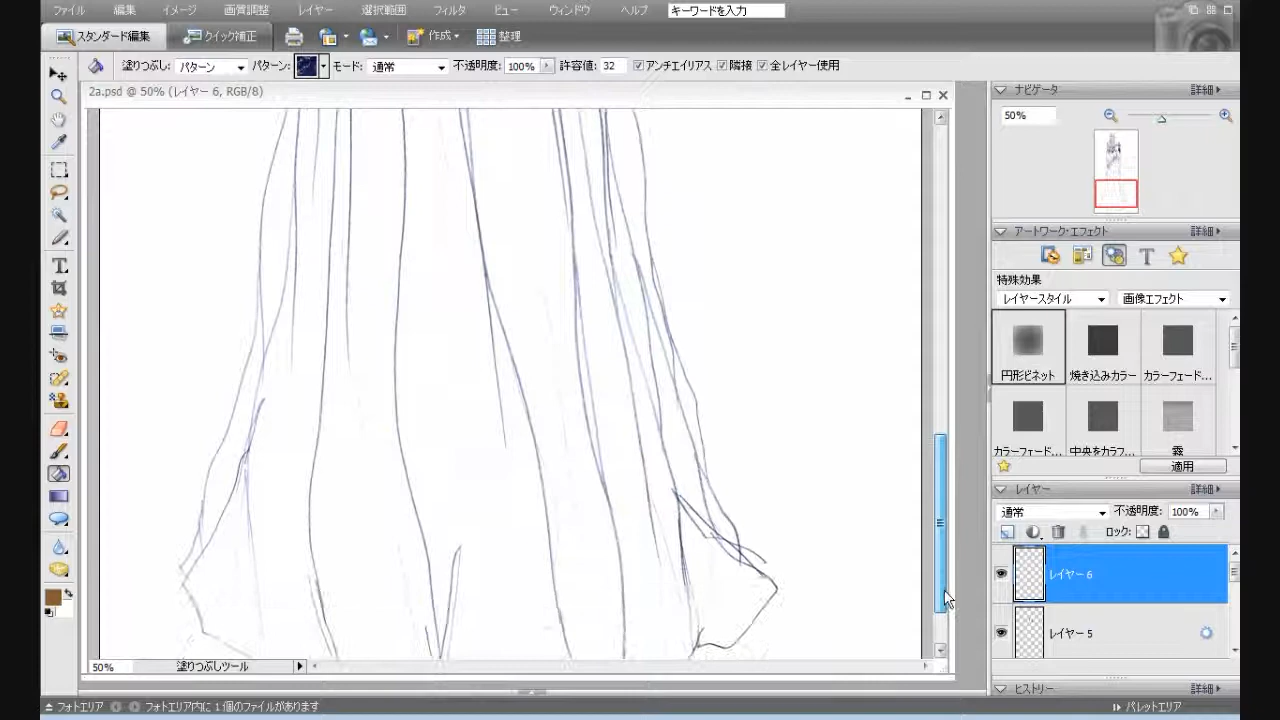 ファイル 編集 イメージ 画質調整 レイヤー 選択範囲 フィルタ ビュー ウィンドウ ヘルプ キーワードを入力
スタンダード編集 クイック補正 作成 整理
塗りつぶし: パターン パターン: モード: 通常 不透明度: 100% 許容値: 32 アンチエイリアス 隣接 全レイヤー使用
2a.psd @ 50% (レイヤー 6, RGB/8)
ナビゲータ 詳細
50%
アートワーク・エフェクト 詳細
特殊効果
レイヤースタイル 画像エフェクト
円形ビネット 焼き込みカラー カラーフェード...
カラーフェード... 中央をカラフ... 霧
適用
レイヤー 詳細
通常 不透明度: 100%
ロック:
レイヤー 6
レイヤー 5
50% 塗りつぶしツール
ヒストリー 詳細
フォトエリア フォトエリア内に 1 個のファイルがあります パレットエリア